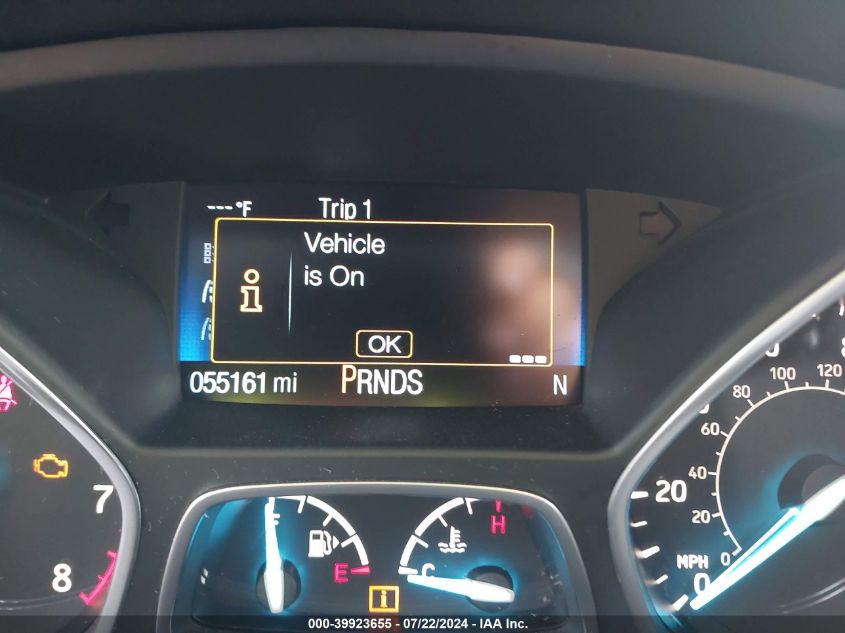 ---°F Trip 1
Vehicle
is On
OK
055161 mi PRNDS N
7
8
F
E
C
H
i
20
0
MPH
0
20
40
60
80
100
120
000-39923655 - 07/22/2024 - IAA Inc.